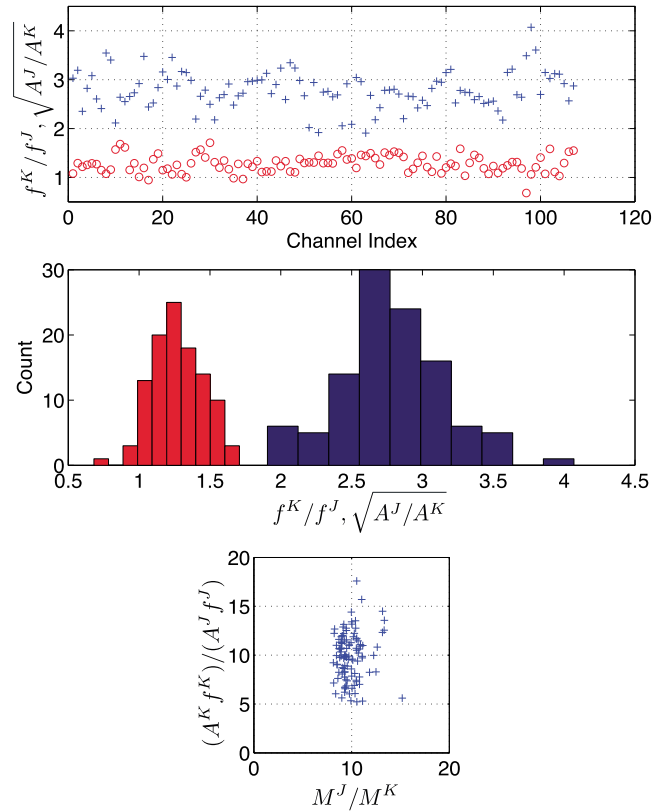 4
3
2
1
f^K/f^J, √(A^J/A^K)
0 20 40 60 80 100 120
Channel Index
30
20
10
0
Count
0.5 1 1.5 2 2.5 3 3.5 4 4.5
f^K/f^J, √(A^J/A^K)
20
15
10
5
0
(A^K f^K)/(A^J f^J)
0 10 20
M^J/M^K